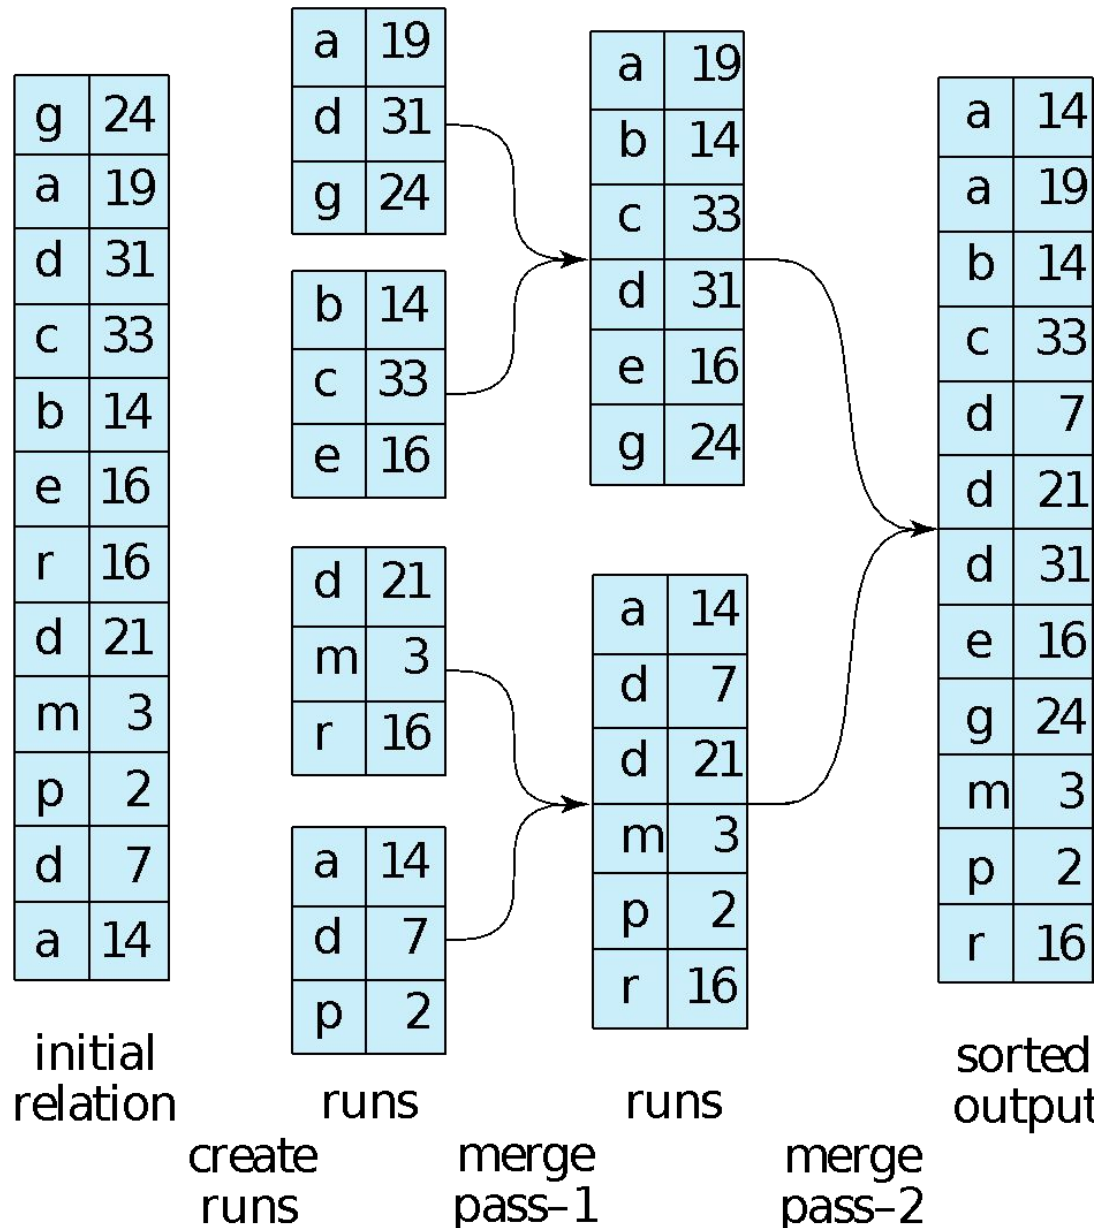 g 24
a 19
d 31
c 33
b 14
e 16
r 16
d 21
m 3
p 2
d 7
a 14
initial
relation
create
runs
a 19
d 31
g 24
b 14
c 33
e 16
d 21
m 3
r 16
a 14
d 7
p 2
runs
merge
pass–1
a 19
b 14
c 33
d 31
e 16
g 24
a 14
d 7
d 21
m 3
p 2
r 16
runs
merge
pass–2
a 14
a 19
b 14
c 33
d 7
d 21
d 31
e 16
g 24
m 3
p 2
r 16
sorted
output